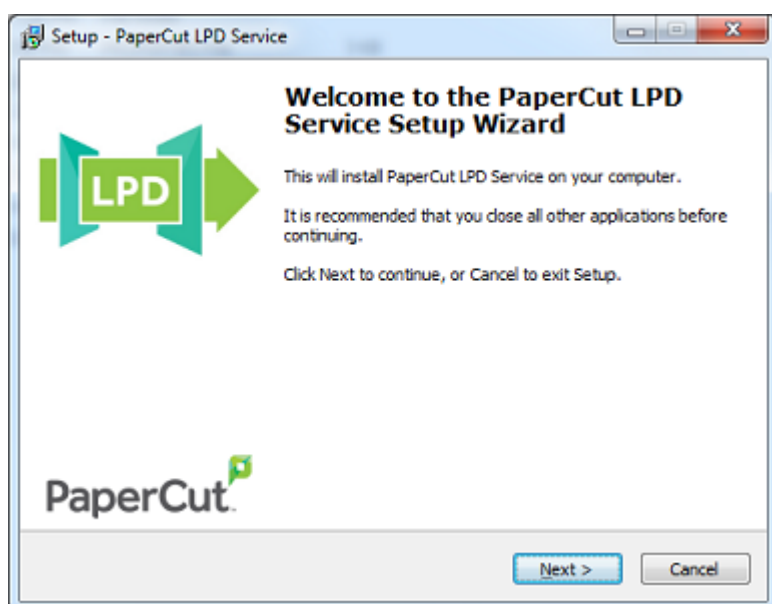 Setup - PaperCut LPD Service
Welcome to the PaperCut LPD
Service Setup Wizard
LPD
This will install PaperCut LPD Service on your computer.
It is recommended that you close all other applications before
continuing.
Click Next to continue, or Cancel to exit Setup.
PaperCut
Next >
Cancel